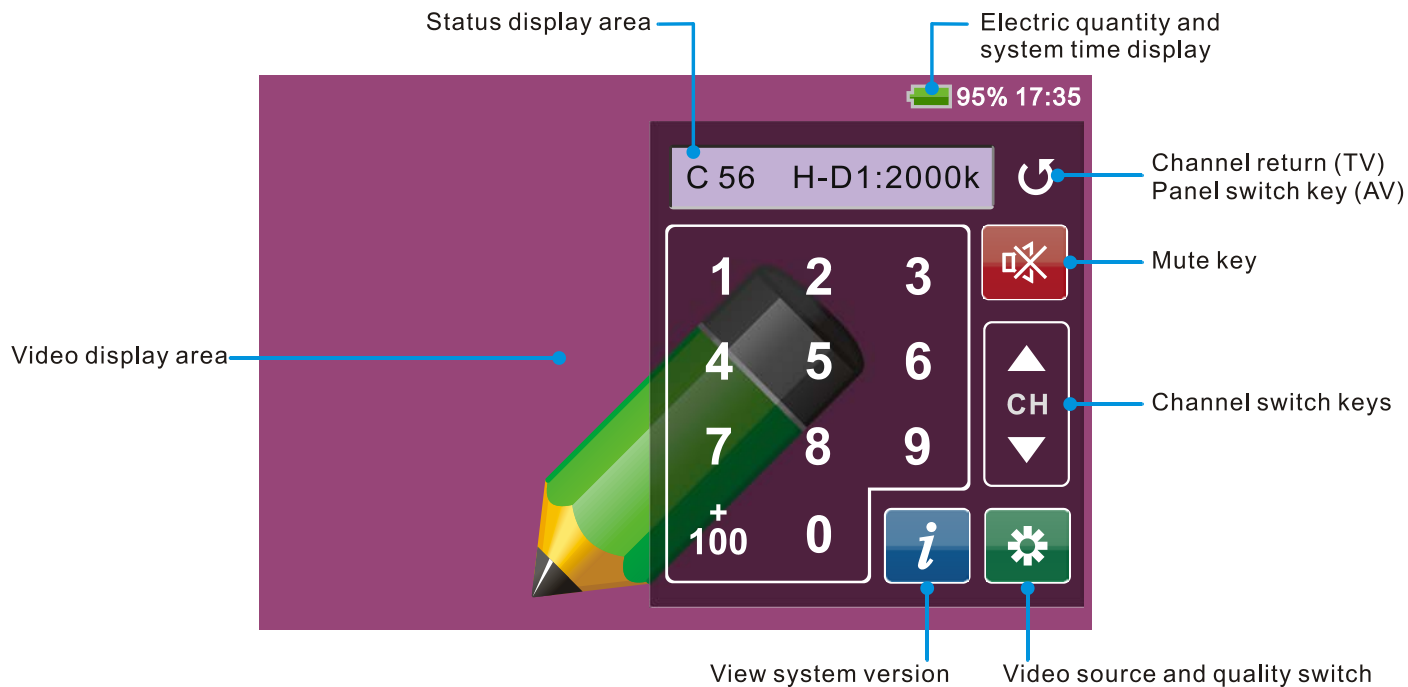 Status display area
Electric quantity and
system time display
95% 17:35
C 56 H-D1:2000k
Channel return (TV)
Panel switch key (AV)
1 2 3
Mute key
Video display area
4 5 6
CH
Channel switch keys
7 8 9
+
100 0
i
View system version
Video source and quality switch